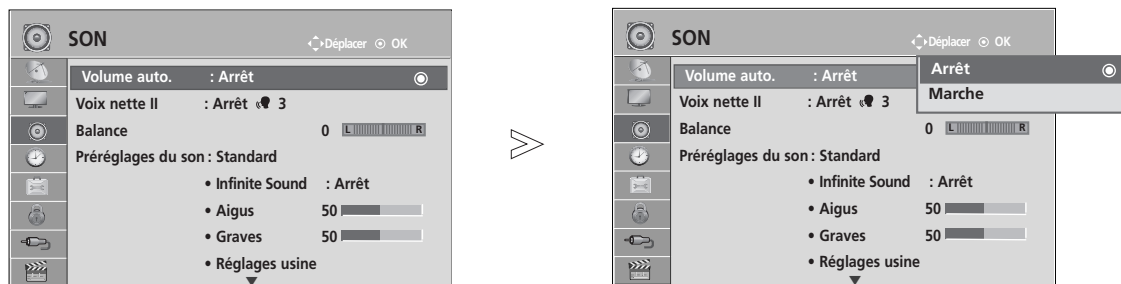 SON
Déplacer OK
Volume auto. : Arrêt
Voix nette II : Arrêt 3
Balance 0 L R
Préréglages du son : Standard
• Infinite Sound : Arrêt
• Aigus 50
• Graves 50
• Réglages usine
>
SON
Déplacer OK
Volume auto. : Arrêt
Arrêt
Marche
Voix nette II : Arrêt 3
Balance 0 L R
Préréglages du son : Standard
• Infinite Sound : Arrêt
• Aigus 50
• Graves 50
• Réglages usine